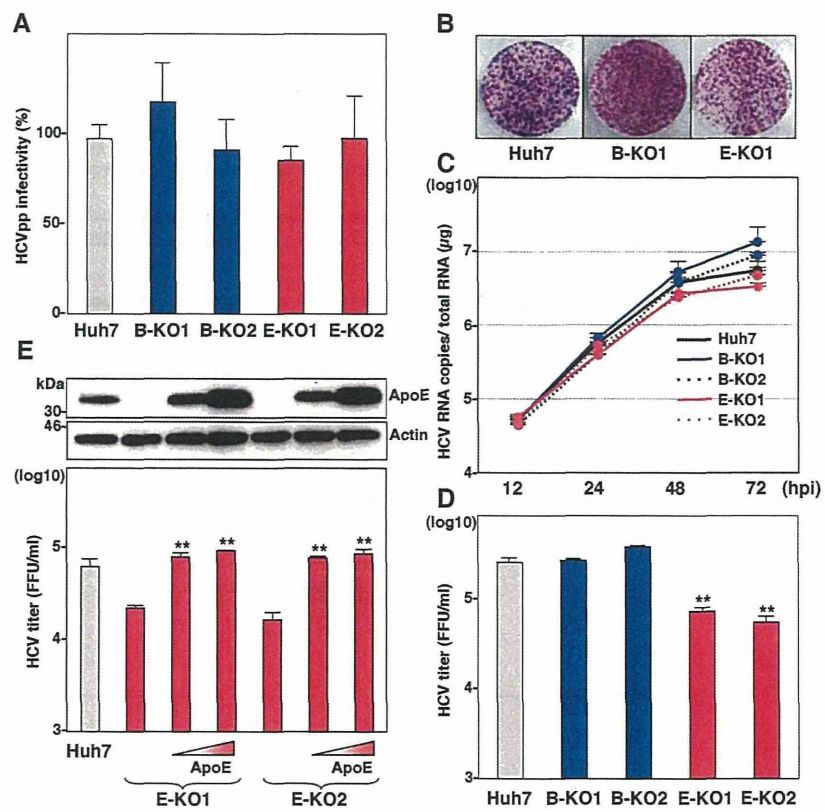 A
HCVpp infectivity (%)
100
50
0
Huh7 B-KO1 B-KO2 E-KO1 E-KO2
B
Huh7 B-KO1 E-KO1
C
(log10)
HCV RNA copies/ total RNA (µg)
7
6
5
4
Huh7
B-KO1
B-KO2
E-KO1
E-KO2
12 24 48 72 (hpi)
D
(log10)
HCV titer (FFU/ml)
5
4
3
** **
Huh7 B-KO1 B-KO2 E-KO1 E-KO2
E
kDa
30
ApoE
46
Actin
(log10)
HCV titer (FFU/ml)
5
4
3
** ** ** **
Huh7
ApoE ApoE
E-KO1 E-KO2